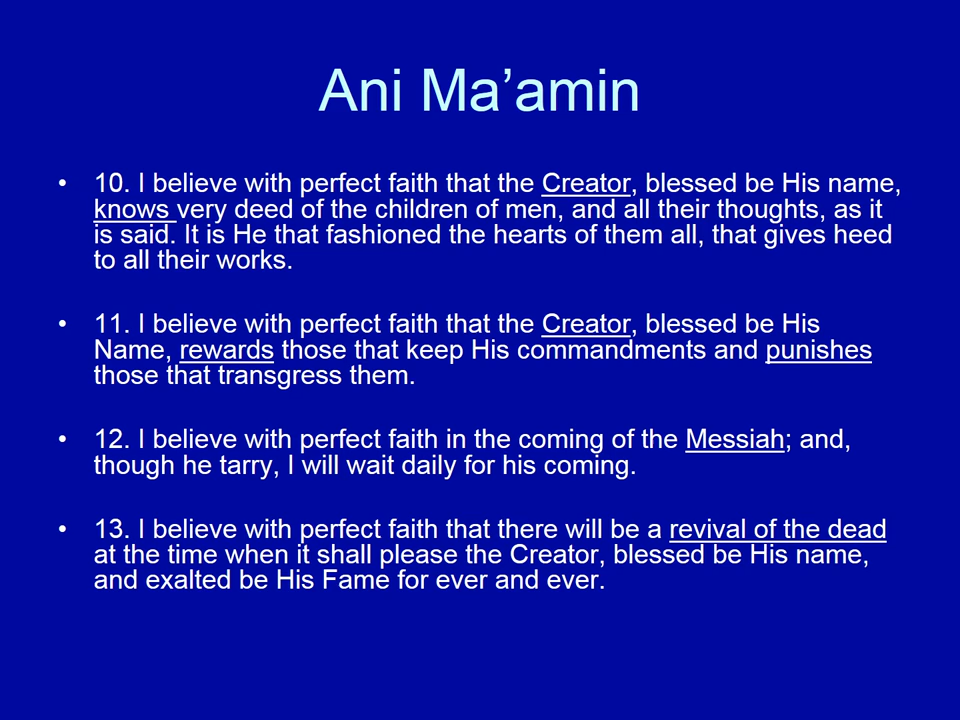 Ani Ma’amin
• 10. I believe with perfect faith that the Creator, blessed be His name,
knows very deed of the children of men, and all their thoughts, as it
is said. It is He that fashioned the hearts of them all, that gives heed
to all their works.
• 11. I believe with perfect faith that the Creator, blessed be His
Name, rewards those that keep His commandments and punishes
those that transgress them.
• 12. I believe with perfect faith in the coming of the Messiah; and,
though he tarry, I will wait daily for his coming.
• 13. I believe with perfect faith that there will be a revival of the dead
at the time when it shall please the Creator, blessed be His name,
and exalted be His Fame for ever and ever.